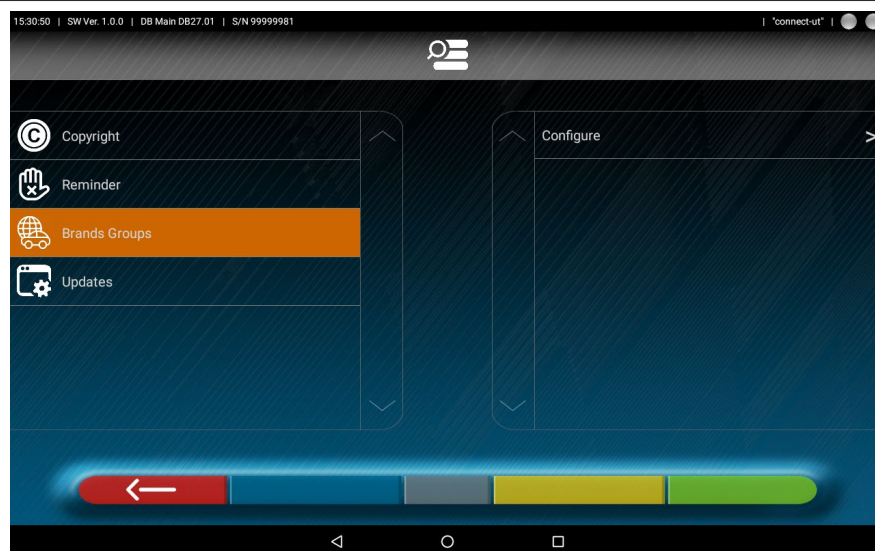 15:30:50 | SW Ver. 1.0.0 | DB Main DB27.01 | S/N 99999981 | "connect-ut" |
Copyright
Configure >
Reminder
Brands Groups
Updates